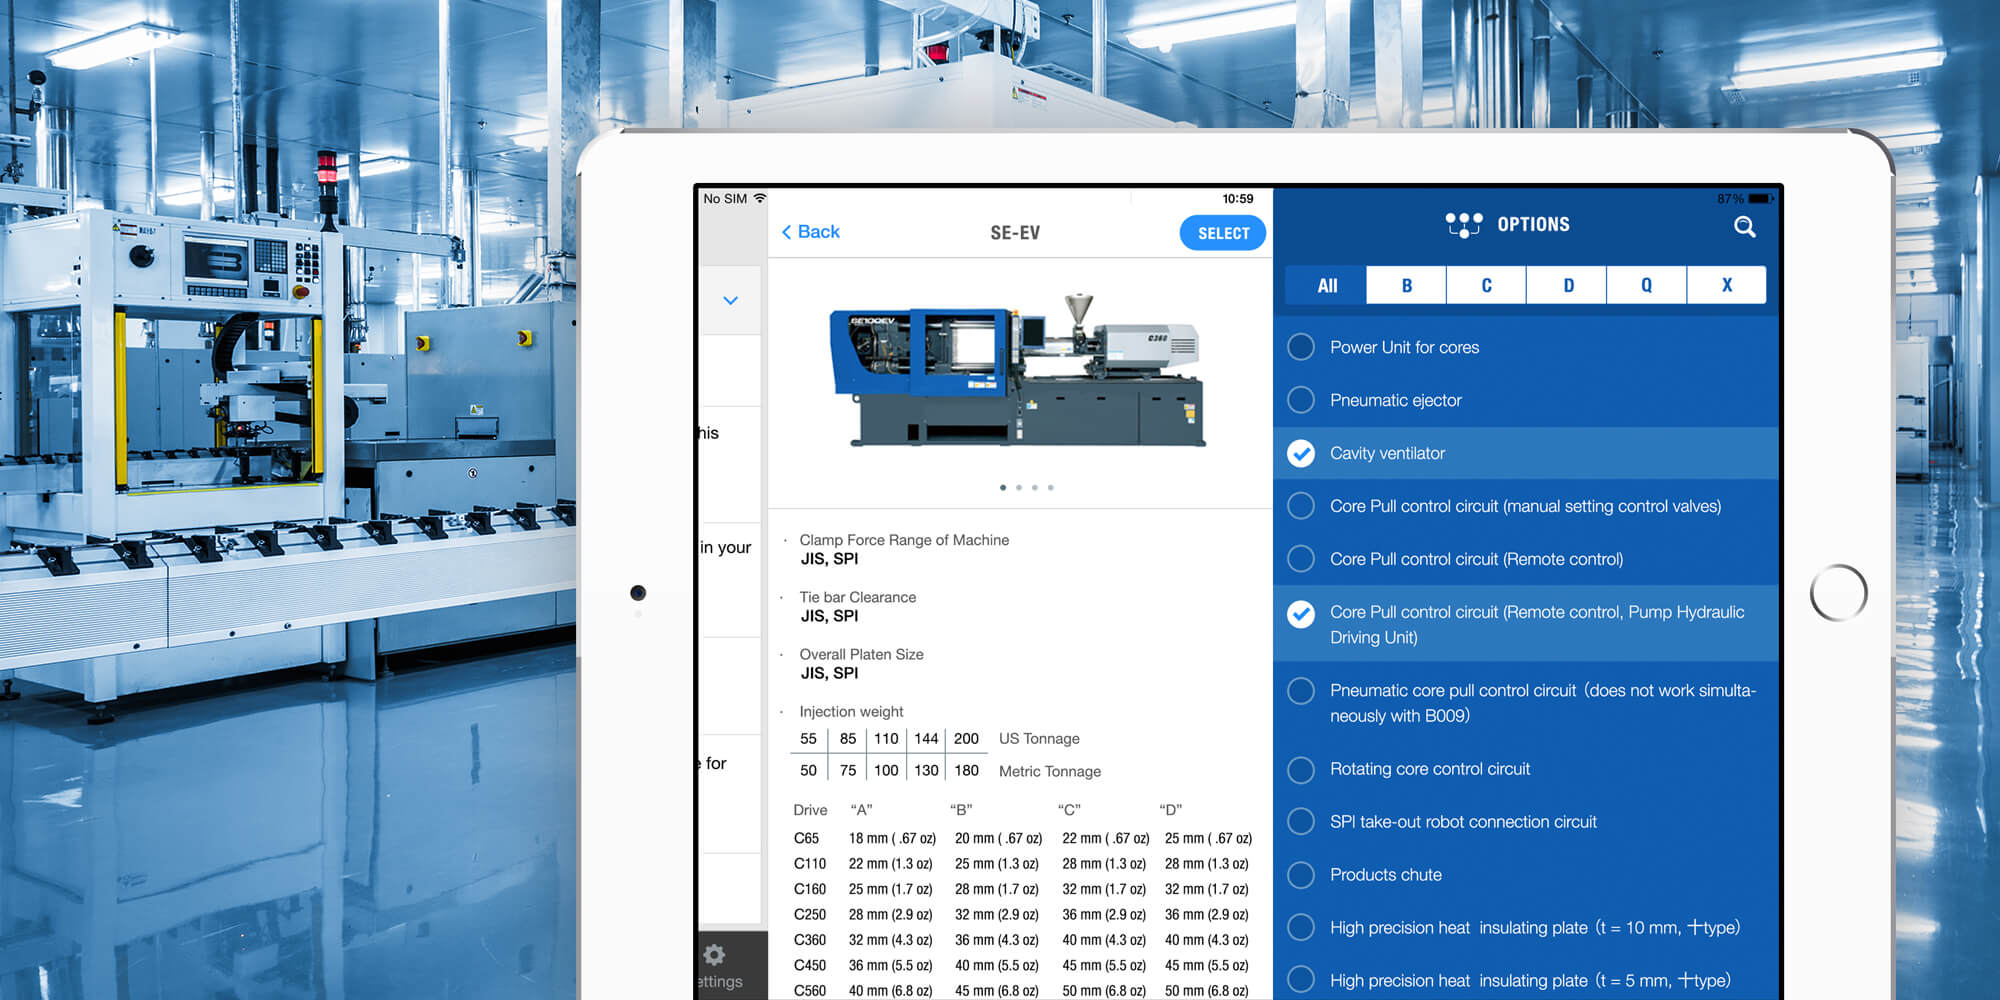 No SIM
10:59
87%
Back
SE-EV
SELECT
OPTIONS
All B C D Q X
SE100EV
C360
his
in your
for
ettings
· Clamp Force Range of Machine
JIS, SPI
· Tie bar Clearance
JIS, SPI
· Overall Platen Size
JIS, SPI
· Injection weight
55 85 110 144 200 US Tonnage
50 75 100 130 180 Metric Tonnage
Drive “A” “B” “C” “D”
C65 18 mm ( .67 oz) 20 mm ( .67 oz) 22 mm ( .67 oz) 25 mm ( .67 oz)
C110 22 mm (1.3 oz) 25 mm (1.3 oz) 28 mm (1.3 oz) 28 mm (1.3 oz)
C160 25 mm (1.7 oz) 28 mm (1.7 oz) 32 mm (1.7 oz) 32 mm (1.7 oz)
C250 28 mm (2.9 oz) 32 mm (2.9 oz) 36 mm (2.9 oz) 36 mm (2.9 oz)
C360 32 mm (4.3 oz) 36 mm (4.3 oz) 40 mm (4.3 oz) 40 mm (4.3 oz)
C450 36 mm (5.5 oz) 40 mm (5.5 oz) 45 mm (5.5 oz) 45 mm (5.5 oz)
C560 40 mm (6.8 oz) 45 mm (6.8 oz) 50 mm (6.8 oz) 50 mm (6.8 oz)
Power Unit for cores
Pneumatic ejector
Cavity ventilator
Core Pull control circuit (manual setting control valves)
Core Pull control circuit (Remote control)
Core Pull control circuit (Remote control, Pump Hydraulic
Driving Unit)
Pneumatic core pull control circuit（does not work simulta-
neously with B009）
Rotating core control circuit
SPI take-out robot connection circuit
Products chute
High precision heat insulating plate（t = 10 mm, 十type）
High precision heat insulating plate（t = 5 mm, 十type）